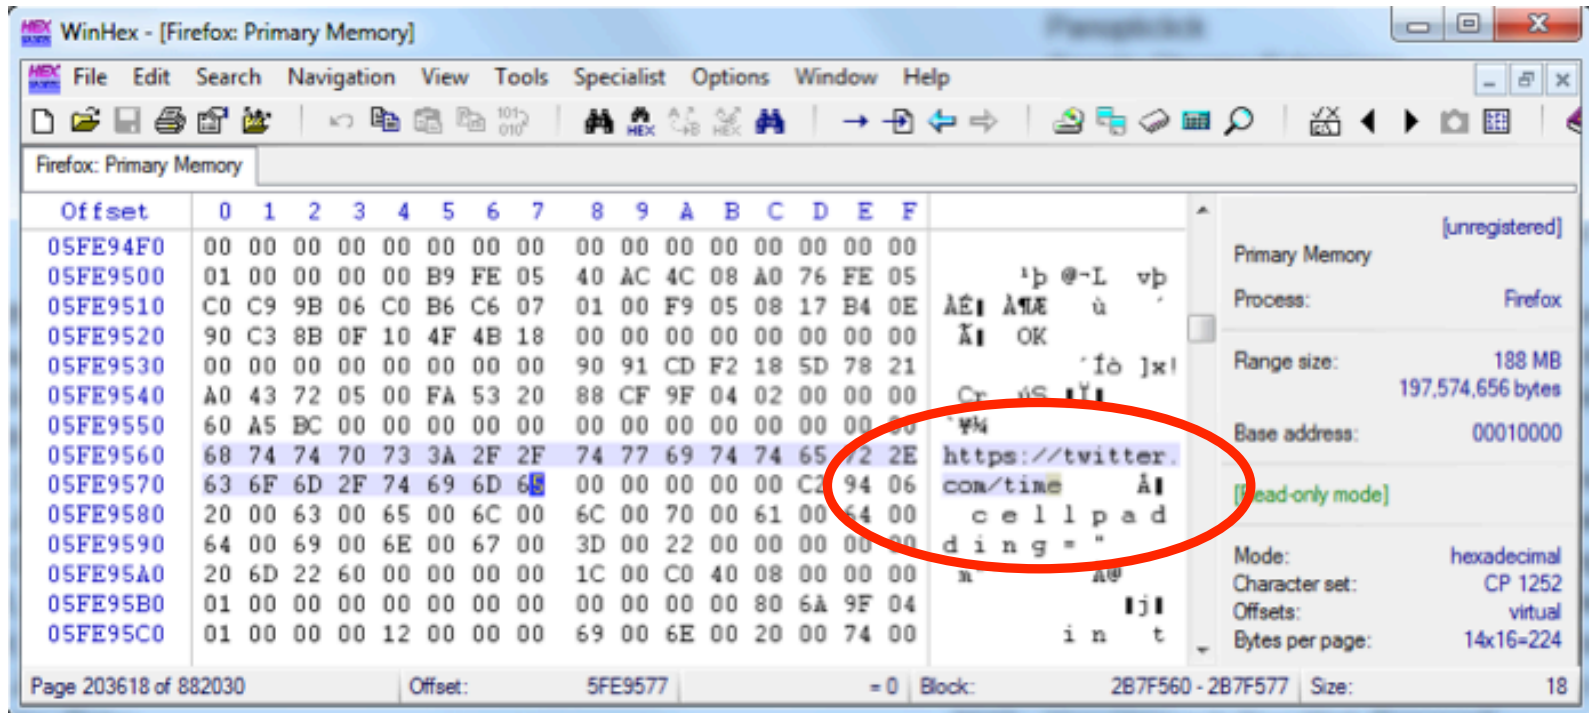 WinHex - [Firefox: Primary Memory]
File Edit Search Navigation View Tools Specialist Options Window Help
Firefox: Primary Memory
Offset 0 1 2 3 4 5 6 7 8 9 A B C D E F
05FE94F0 00 00 00 00 00 00 00 00 00 00 00 00 00 00 00 00
05FE9500 01 00 00 00 00 B9 FE 05 40 AC 4C 08 A0 76 FE 05 ¹þ @¬L vþ
05FE9510 C0 C9 9B 06 C0 B6 C6 07 01 00 F9 05 08 17 B4 0E ÀÉ À¶Æ ù ´
05FE9520 90 C3 8B 0F 10 4F 4B 18 00 00 00 00 00 00 00 00 Ã OK
05FE9530 00 00 00 00 00 00 00 00 90 91 CD F2 18 5D 78 21 ´Íò ]x!
05FE9540 A0 43 72 05 00 FA 53 20 88 CF 9F 04 02 00 00 00 Cr úS Ï
05FE9550 60 A5 BC 00 00 00 00 00 00 00 00 00 00 00 00 00 `¥¼
05FE9560 68 74 74 70 73 3A 2F 2F 74 77 69 74 74 65 72 2E https://twitter.
05FE9570 63 6F 6D 2F 74 69 6D 65 00 00 00 00 00 C2 94 06 com/time Â
05FE9580 20 00 63 00 65 00 6C 00 6C 00 70 00 61 00 64 00 c e l l p a d
05FE9590 64 00 69 00 6E 00 67 00 3D 00 22 00 00 00 00 00 d i n g = "
05FE95A0 20 6D 22 60 00 00 00 00 1C 00 C0 40 08 00 00 00 m" À@
05FE95B0 01 00 00 00 00 00 00 00 00 00 00 00 80 6A 9F 04 j
05FE95C0 01 00 00 00 12 00 00 00 69 00 6E 00 20 00 74 00 i n t
[unregistered]
Primary Memory
Process: Firefox
Range size: 188 MB
197,574,656 bytes
Base address: 00010000
[Read-only mode]
Mode: hexadecimal
Character set: CP 1252
Offsets: virtual
Bytes per page: 14x16=224
Page 203618 of 882030 Offset: 5FE9577 = 0 Block: 2B7F560 - 2B7F577 Size: 18